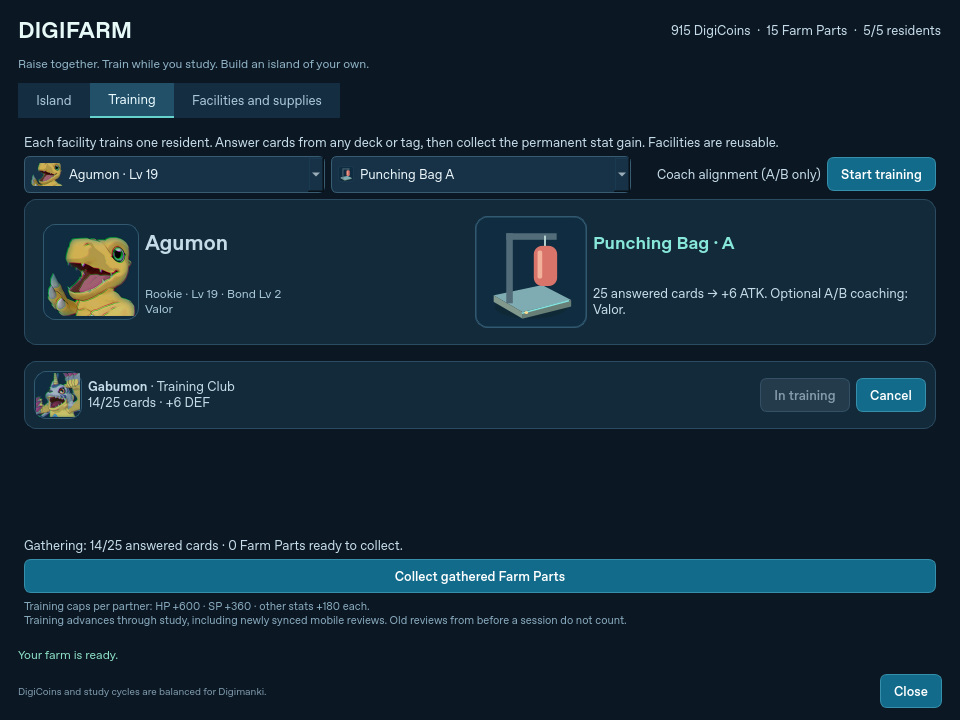 DIGIFARM
915 DigiCoins · 15 Farm Parts · 5/5 residents
Raise together. Train while you study. Build an island of your own.
Island
Training
Facilities and supplies
Each facility trains one resident. Answer cards from any deck or tag, then collect the permanent stat gain. Facilities are reusable.
Agumon · Lv 19
Punching Bag A
Coach alignment (A/B only)
Start training
Agumon
Rookie · Lv 19 · Bond Lv 2
Valor
Punching Bag · A
25 answered cards → +6 ATK. Optional A/B coaching:
Valor.
Gabumon · Training Club
14/25 cards · +6 DEF
In training
Cancel
Gathering: 14/25 answered cards · 0 Farm Parts ready to collect.
Collect gathered Farm Parts
Training caps per partner: HP +600 · SP +360 · other stats +180 each.
Training advances through study, including newly synced mobile reviews. Old reviews from before a session do not count.
Your farm is ready.
DigiCoins and study cycles are balanced for Digimanki.
Close